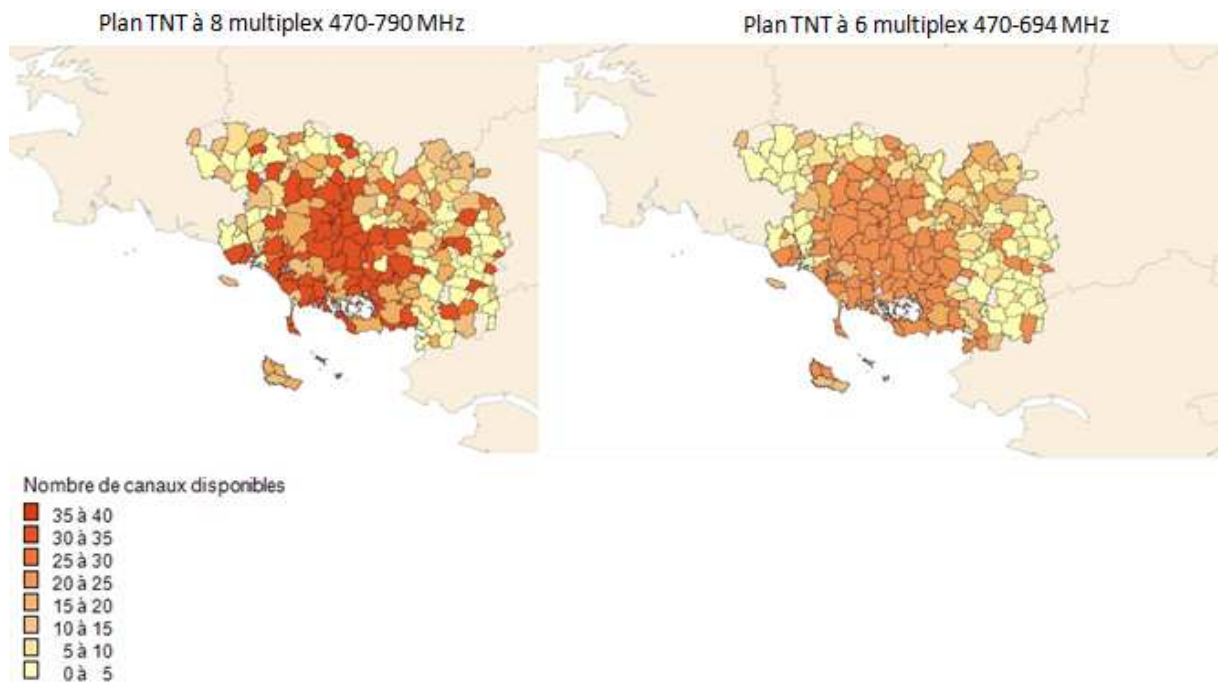 Plan TNT à 8 multiplex 470-790 MHz
Plan TNT à 6 multiplex 470-694 MHz
Nombre de canaux disponibles
35 à 40
30 à 35
25 à 30
20 à 25
15 à 20
10 à 15
5 à 10
0 à 5